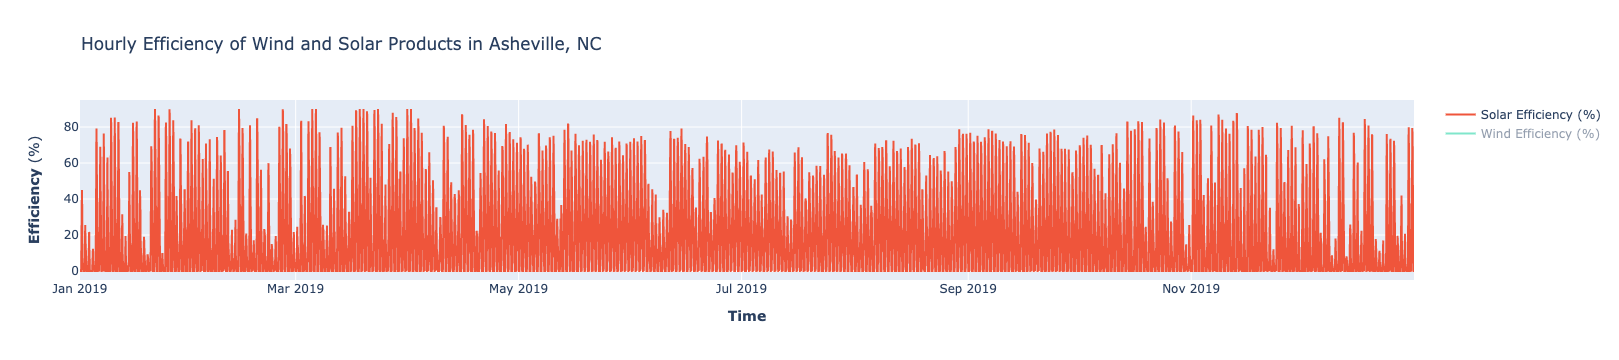 Hourly Efficiency of Wind and Solar Products in Asheville, NC
Solar Efficiency (%)
Wind Efficiency (%)
Efficiency (%)
80
60
40
20
0
Jan 2019
Mar 2019
May 2019
Jul 2019
Sep 2019
Nov 2019
Time